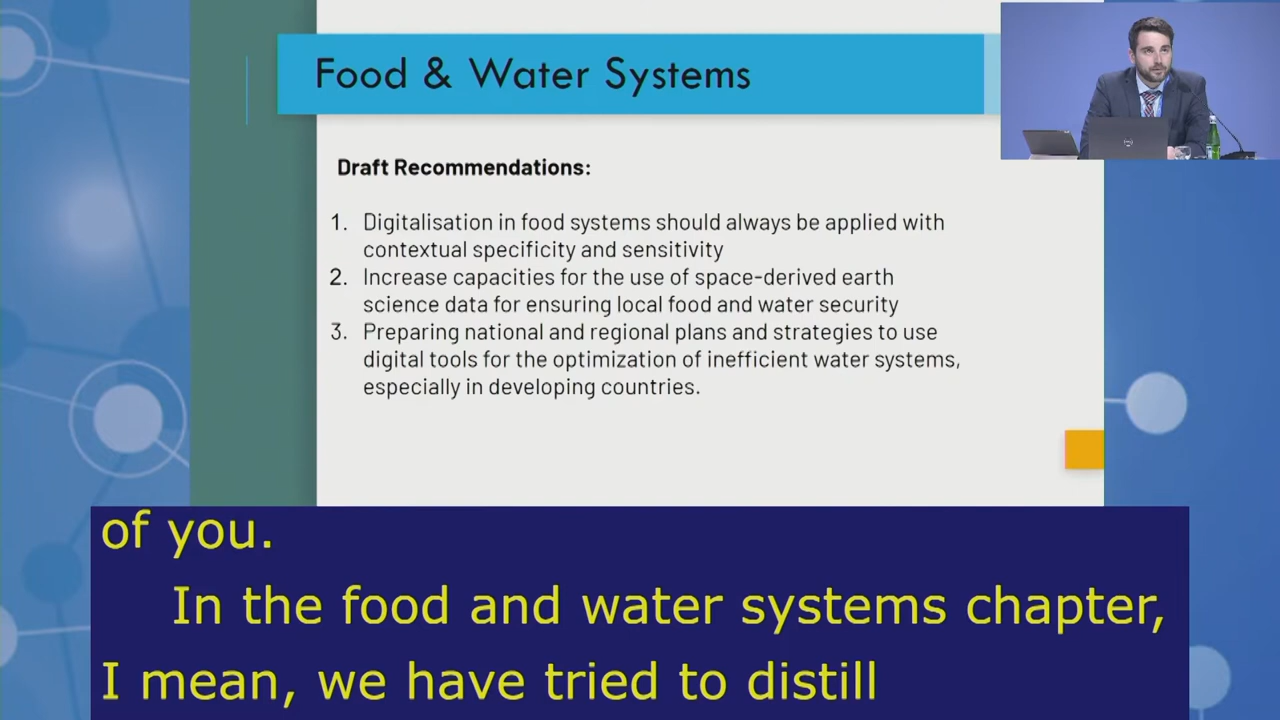 Food & Water Systems
Draft Recommendations:
1. Digitalisation in food systems should always be applied with
contextual specificity and sensitivity
2. Increase capacities for the use of space-derived earth
science data for ensuring local food and water security
3. Preparing national and regional plans and strategies to use
digital tools for the optimization of inefficient water systems,
especially in developing countries.
of you.
In the food and water systems chapter,
I mean, we have tried to distill